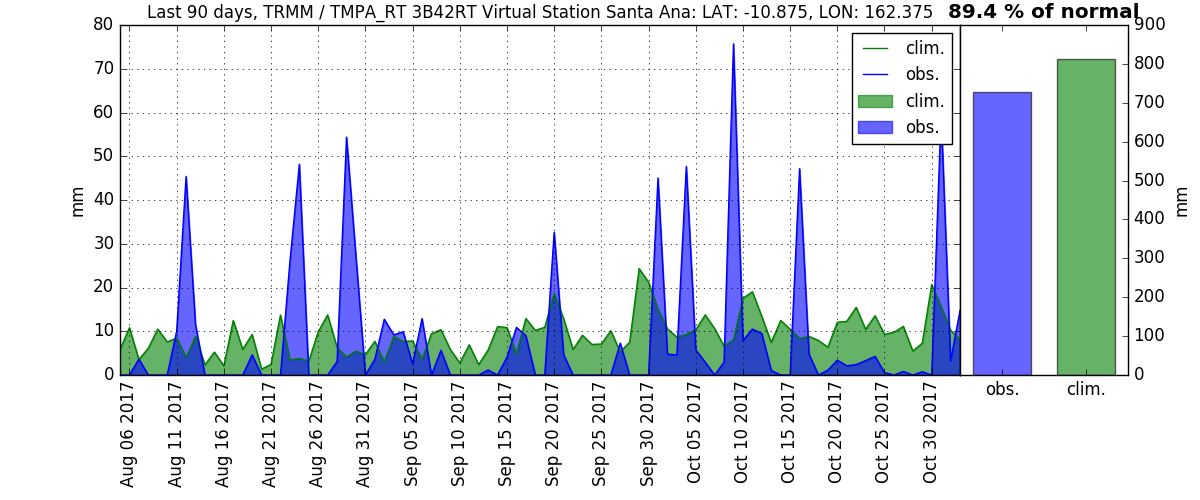 Last 90 days, TRMM / TMPA_RT 3B42RT Virtual Station Santa Ana: LAT: -10.875, LON: 162.375
89.4 % of normal
80
70
60
50
40
30
20
10
0
mm
clim.
obs.
clim.
obs.
900
800
700
600
500
400
300
200
100
0
mm
obs.
clim.
Aug 06 2017
Aug 11 2017
Aug 16 2017
Aug 21 2017
Aug 26 2017
Aug 31 2017
Sep 05 2017
Sep 10 2017
Sep 15 2017
Sep 20 2017
Sep 25 2017
Sep 30 2017
Oct 05 2017
Oct 10 2017
Oct 15 2017
Oct 20 2017
Oct 25 2017
Oct 30 2017